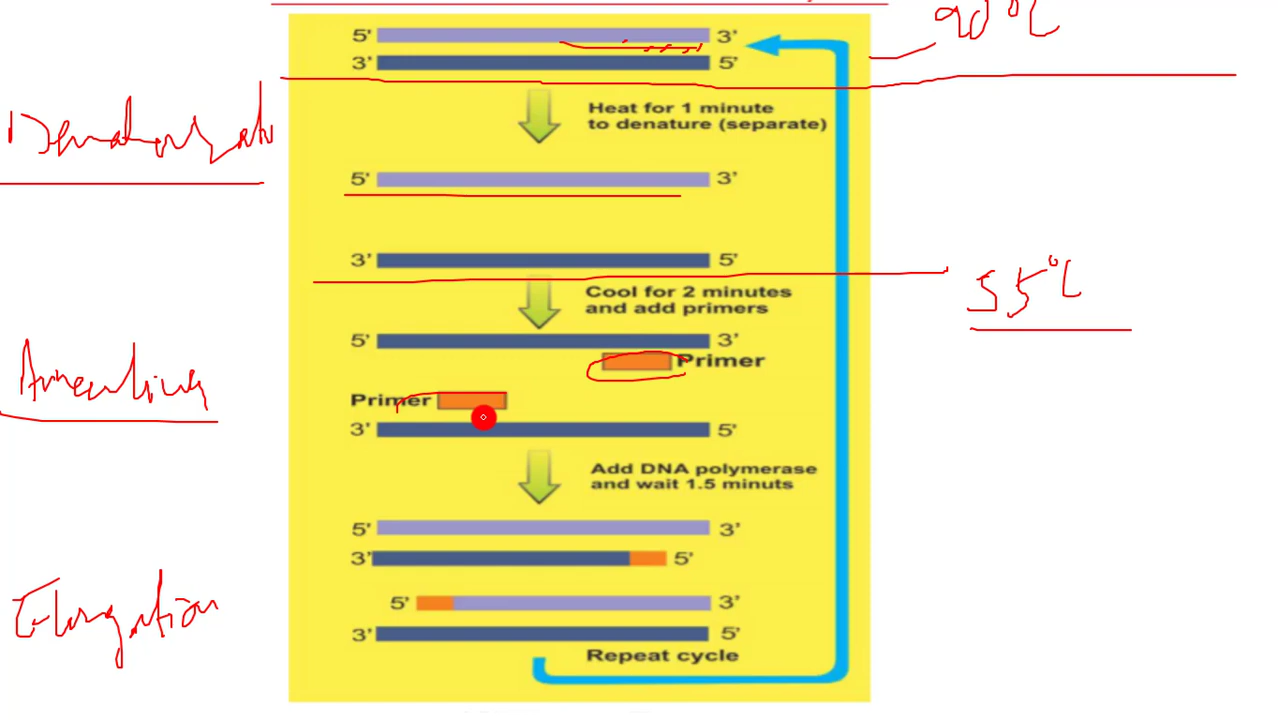 90°C
5' 3'
3' 5'
Heat for 1 minute
to denature (separate)
5' 3'
3' 5'
55°C
Cool for 2 minutes
and add primers
5' 3'
Primer
Annealing
Primer
3' 5'
Add DNA polymerase
and wait 1.5 minuts
5' 3'
3' 5'
Elongation
5' 3'
3' 5'
Repeat cycle